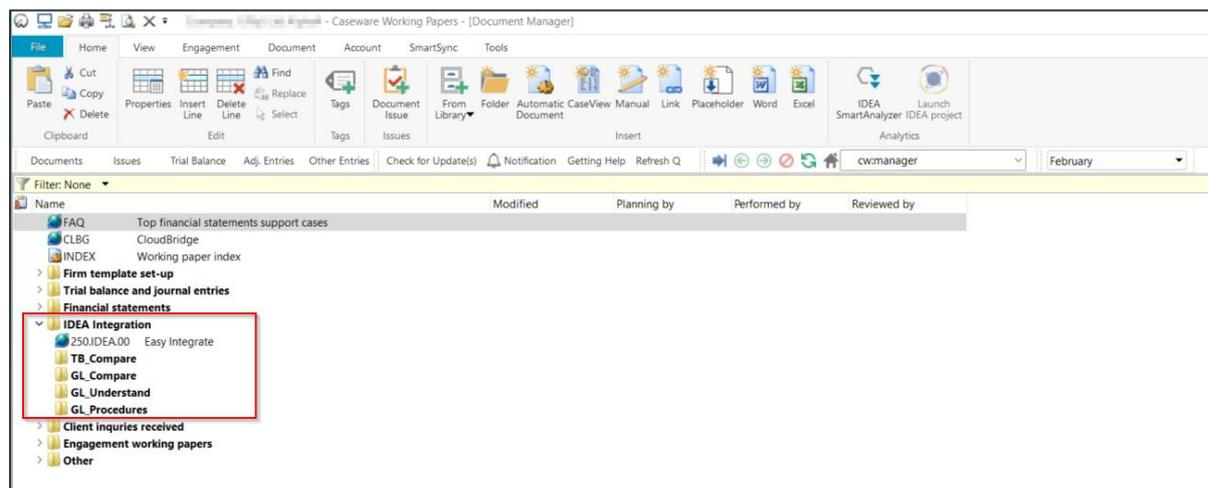 - Caseware Working Papers - [Document Manager]
File Home View Engagement Document Account SmartSync Tools
Paste
Cut
Copy
Delete
Clipboard
Properties
Insert Line
Delete Line
Find
Replace
Select
Edit
Tags
Tags
Document Issue
Issues
From Library
Folder
Automatic Document
CaseView
Manual
Link
Placeholder
Word
Excel
Insert
IDEA SmartAnalyzer
Launch IDEA project
Analytics
Documents Issues Trial Balance Adj. Entries Other Entries Check for Update(s) Notification Getting Help Refresh Q cw:manager February
Filter: None
Name Modified Planning by Performed by Reviewed by
FAQ Top financial statements support cases
CLBG CloudBridge
INDEX Working paper index
Firm template set-up
Trial balance and journal entries
Financial statements
IDEA Integration
250.IDEA.00 Easy Integrate
TB_Compare
GL_Compare
GL_Understand
GL_Procedures
Client inquries received
Engagement working papers
Other